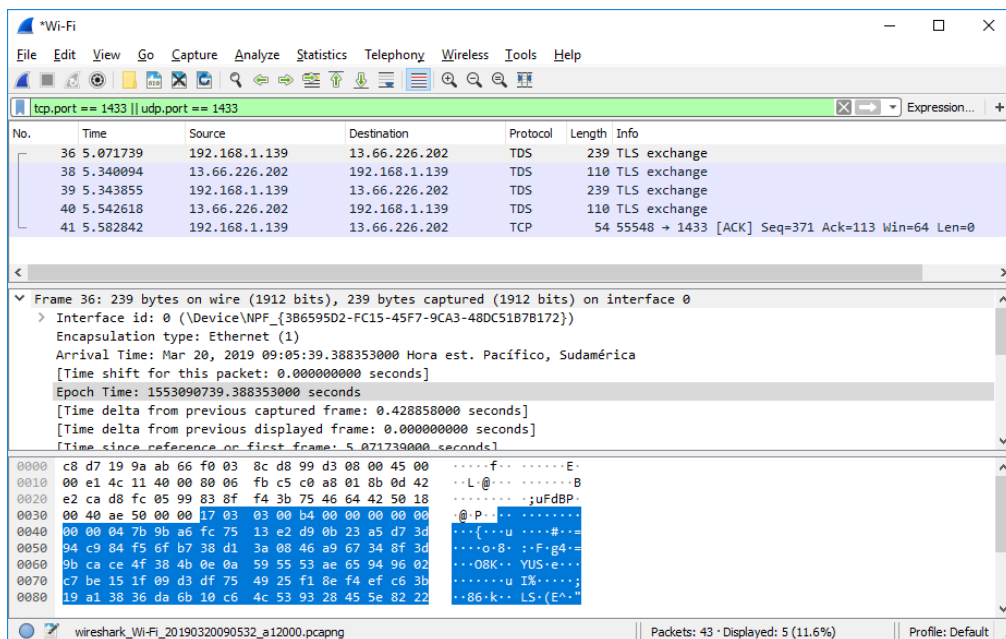 *Wi-Fi
File Edit View Go Capture Analyze Statistics Telephony Wireless Tools Help
tcp.port == 1433 || udp.port == 1433 Expression... +
No. Time Source Destination Protocol Length Info
36 5.071739 192.168.1.139 13.66.226.202 TDS 239 TLS exchange
38 5.340094 13.66.226.202 192.168.1.139 TDS 110 TLS exchange
39 5.343855 192.168.1.139 13.66.226.202 TDS 239 TLS exchange
40 5.542618 13.66.226.202 192.168.1.139 TDS 110 TLS exchange
41 5.582842 192.168.1.139 13.66.226.202 TCP 54 55548 → 1433 [ACK] Seq=371 Ack=113 Win=64 Len=0
Frame 36: 239 bytes on wire (1912 bits), 239 bytes captured (1912 bits) on interface 0
Interface id: 0 (\Device\NPF_{3B6595D2-FC15-45F7-9CA3-48DC51B7B172})
Encapsulation type: Ethernet (1)
Arrival Time: Mar 20, 2019 09:05:39.388353000 Hora est. Pacífico, Sudamérica
[Time shift for this packet: 0.000000000 seconds]
Epoch Time: 1553090739.388353000 seconds
[Time delta from previous captured frame: 0.428858000 seconds]
[Time delta from previous displayed frame: 0.000000000 seconds]
[Time since reference or first frame: 5.071739000 seconds]
0000 c8 d7 19 9a ab 66 f0 03 8c d8 99 d3 08 00 45 00 ·····f·· ······E·
0010 00 e1 4c 11 40 00 80 06 fb c5 c0 a8 01 8b 0d 42 ··L·@··· ·······B
0020 e2 ca d8 fc 05 99 83 8f f4 3b 75 46 64 42 50 18 ········ ·;uFdBP·
0030 00 40 ae 50 00 00 17 03 03 00 b4 00 00 00 00 00 ·@·P···· ········
0040 00 00 04 7b 9b a6 fc 75 13 e2 d9 0b 23 a5 d7 3d ···{···u ····#··=
0050 94 c9 84 f5 6f b7 38 d1 3a 08 46 a9 67 34 8f 3d ····o·8· :·F·g4·=
0060 9b ca ce 4f 38 4b 0e 0a 59 55 53 ae 65 94 96 02 ···O8K·· YUS·e···
0070 c7 be 15 1f 09 d3 df 75 49 25 f1 8e f4 ef c6 3b ·······u I%·····;
0080 19 a1 38 36 da 6b 10 c6 4c 53 93 28 45 5e 82 22 ··86·k·· LS·(E^·"
wireshark_Wi-Fi_20190320090532_a12000.pcapng Packets: 43 · Displayed: 5 (11.6%) Profile: Default